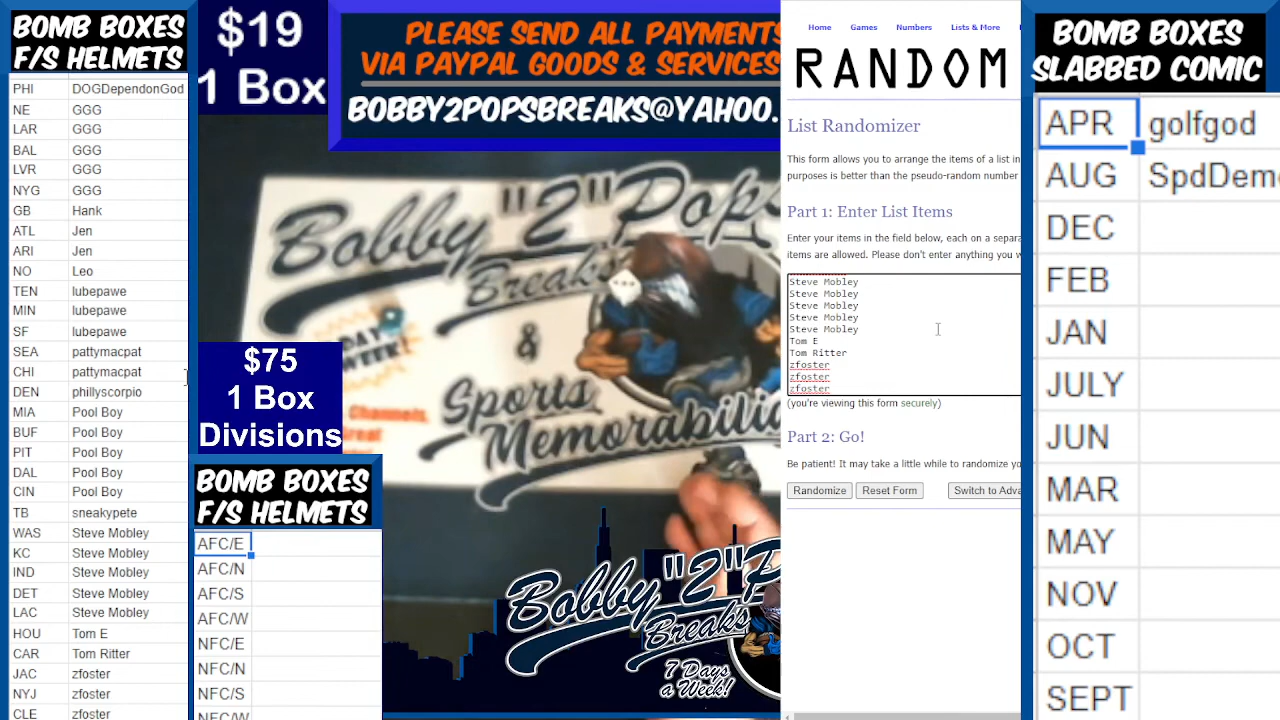 BOMB BOXES
F/S HELMETS
PHI DOGDependonGod
NE GGG
LAR GGG
BAL GGG
LVR GGG
NYG GGG
GB Hank
ATL Jen
ARI Jen
NO Leo
TEN lubepawe
MIN lubepawe
SF lubepawe
SEA pattymacpat
CHI pattymacpat
DEN phillyscorpio
MIA Pool Boy
BUF Pool Boy
PIT Pool Boy
DAL Pool Boy
CIN Pool Boy
TB sneakypete
WAS Steve Mobley
KC Steve Mobley
IND Steve Mobley
DET Steve Mobley
LAC Steve Mobley
HOU Tom E
CAR Tom Ritter
JAC zfoster
NYJ zfoster
CLE zfoster
$19
1 Box
$75
1 Box
Divisions
BOMB BOXES
F/S HELMETS
AFC/E
AFC/N
AFC/S
AFC/W
NFC/E
NFC/N
NFC/S
NFC/W
PLEASE SEND ALL PAYMENTS
VIA PAYPAL GOODS & SERVICES
BOBBY2POPSBREAKS@YAHOO.
Bobby "2" Pops
Breaks
&
Sports
Memorabilia
DAY
WEEK!
Channels.
Great
Bobby "2" P
Breaks
7 Days
a Week!
Home Games Numbers Lists & More
RANDOM
List Randomizer
This form allows you to arrange the items of a list in
purposes is better than the pseudo-random number
Part 1: Enter List Items
Enter your items in the field below, each on a separa
items are allowed. Please don't enter anything you w
Steve Mobley
Steve Mobley
Steve Mobley
Steve Mobley
Steve Mobley
Tom E
Tom Ritter
zfoster
zfoster
zfoster
(you're viewing this form securely)
Part 2: Go!
Be patient! It may take a little while to randomize yo
Randomize Reset Form Switch to Adva
BOMB BOXES
SLABBED COMIC
APR golfgod
AUG SpdDem
DEC
FEB
JAN
JULY
JUN
MAR
MAY
NOV
OCT
SEPT